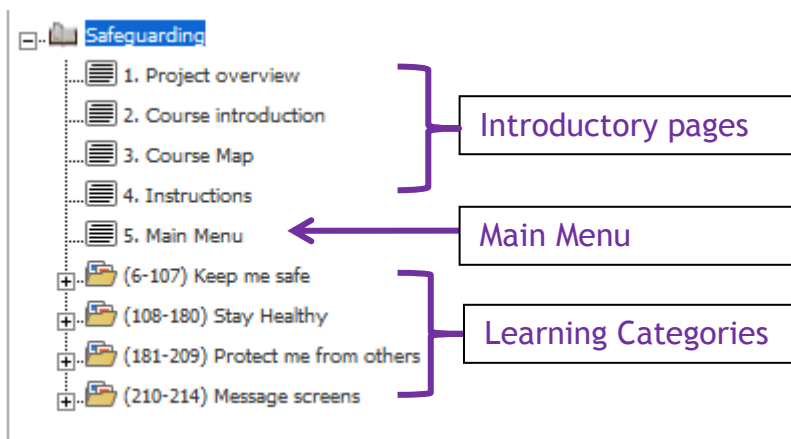 Safeguarding
1. Project overview
2. Course introduction
Introductory pages
3. Course Map
4. Instructions
5. Main Menu
Main Menu
(6-107) Keep me safe
(108-180) Stay Healthy
Learning Categories
(181-209) Protect me from others
(210-214) Message screens